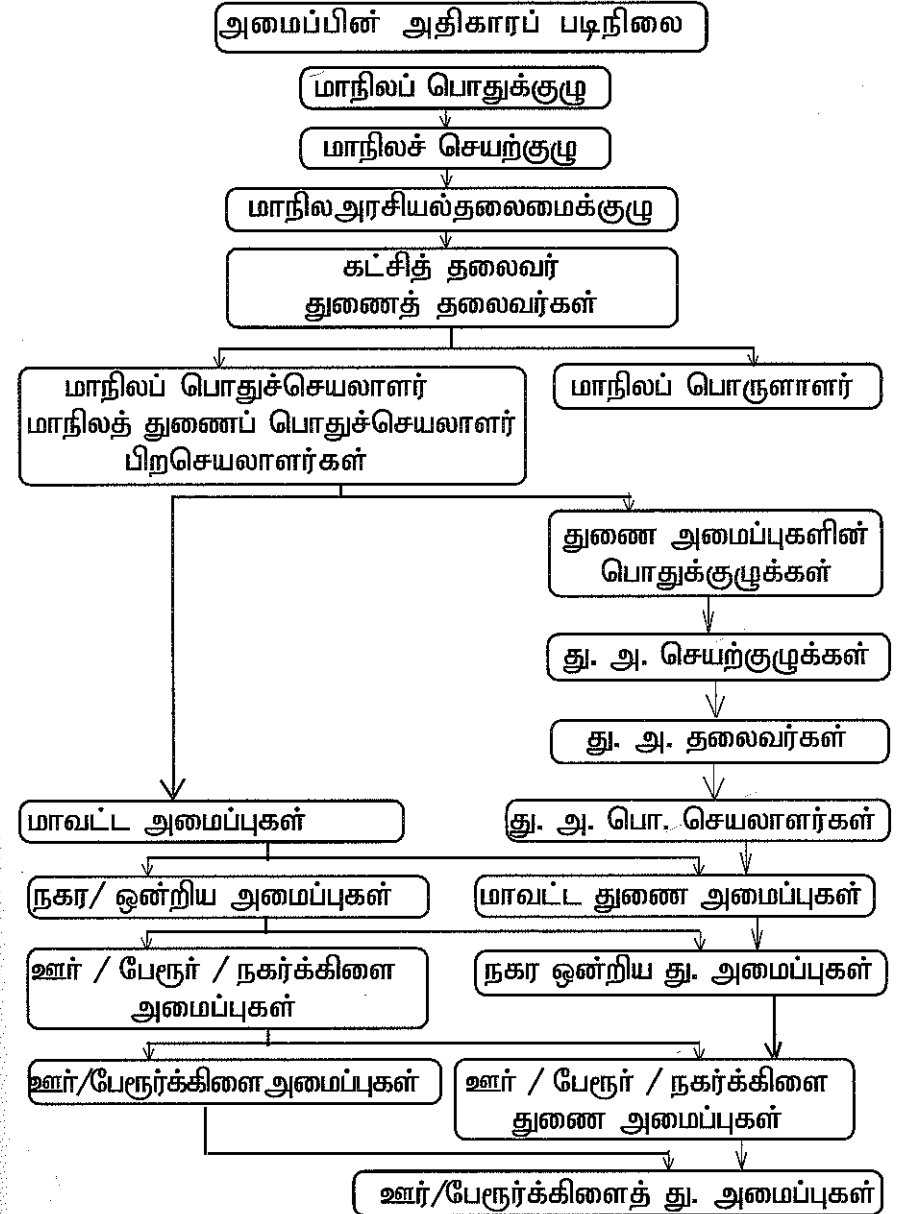 அமைப்பின் அதிகாரப் படிநிலை
மாநிலப் பொதுக்குழு
மாநிலச் செயற்குழு
மாநிலஅரசியல்தலைமைக்குழு
கட்சித் தலைவர்
துணைத் தலைவர்கள்
மாநிலப் பொதுச்செயலாளர்
மாநிலத் துணைப் பொதுச்செயலாளர்
பிறசெயலாளர்கள்
மாநிலப் பொருளாளர்
துணை அமைப்புகளின்
பொதுக்குழுக்கள்
து. அ. செயற்குழுக்கள்
து. அ. தலைவர்கள்
மாவட்ட அமைப்புகள்
து. அ. பொ. செயலாளர்கள்
நகர/ ஒன்றிய அமைப்புகள்
மாவட்ட துணை அமைப்புகள்
ஊர் / பேரூர் / நகர்க்கிளை
அமைப்புகள்
நகர ஒன்றிய து. அமைப்புகள்
ஊர்/பேரூர்க்கிளைஅமைப்புகள்
ஊர் / பேரூர் / நகர்க்கிளை
துணை அமைப்புகள்
ஊர்/பேரூர்க்கிளைத் து. அமைப்புகள்